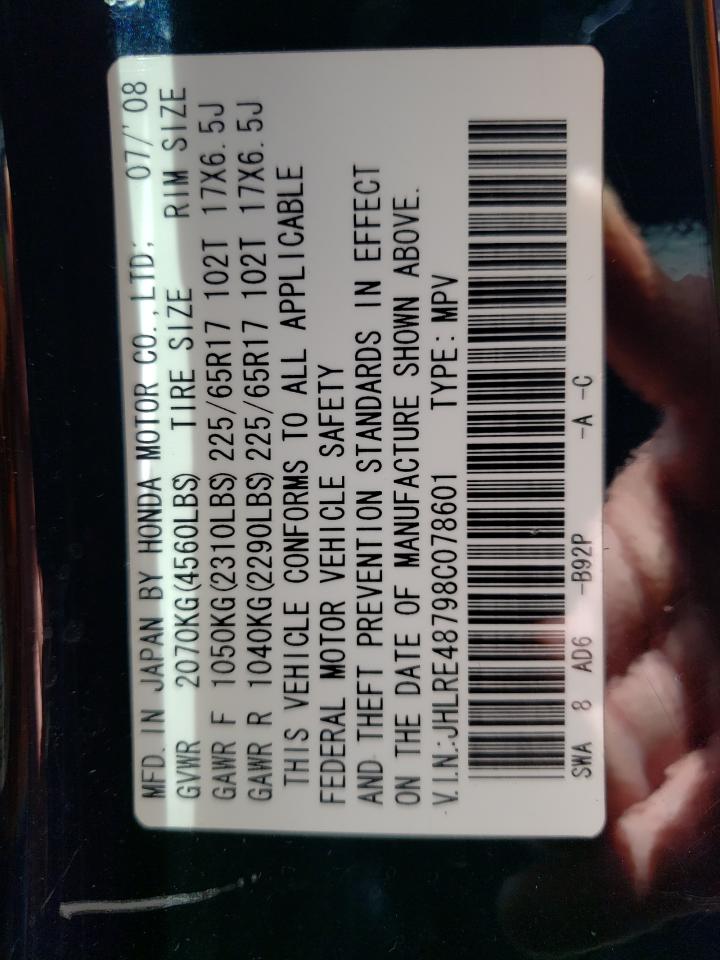 MFD. IN JAPAN BY HONDA MOTOR CO., LTD. 07/'08
GVWR 2070KG(4560LBS) TIRE SIZE RIM SIZE
GAWR F 1050KG(2310LBS) 225/65R17 102T 17X6.5J
GAWR R 1040KG(2290LBS) 225/65R17 102T 17X6.5J
THIS VEHICLE CONFORMS TO ALL APPLICABLE
FEDERAL MOTOR VEHICLE SAFETY
AND THEFT PREVENTION STANDARDS IN EFFECT
ON THE DATE OF MANUFACTURE SHOWN ABOVE.
V.I.N.:JHLRE48798C078601 TYPE:MPV
SWA 8 AD6 -B92P -A -C